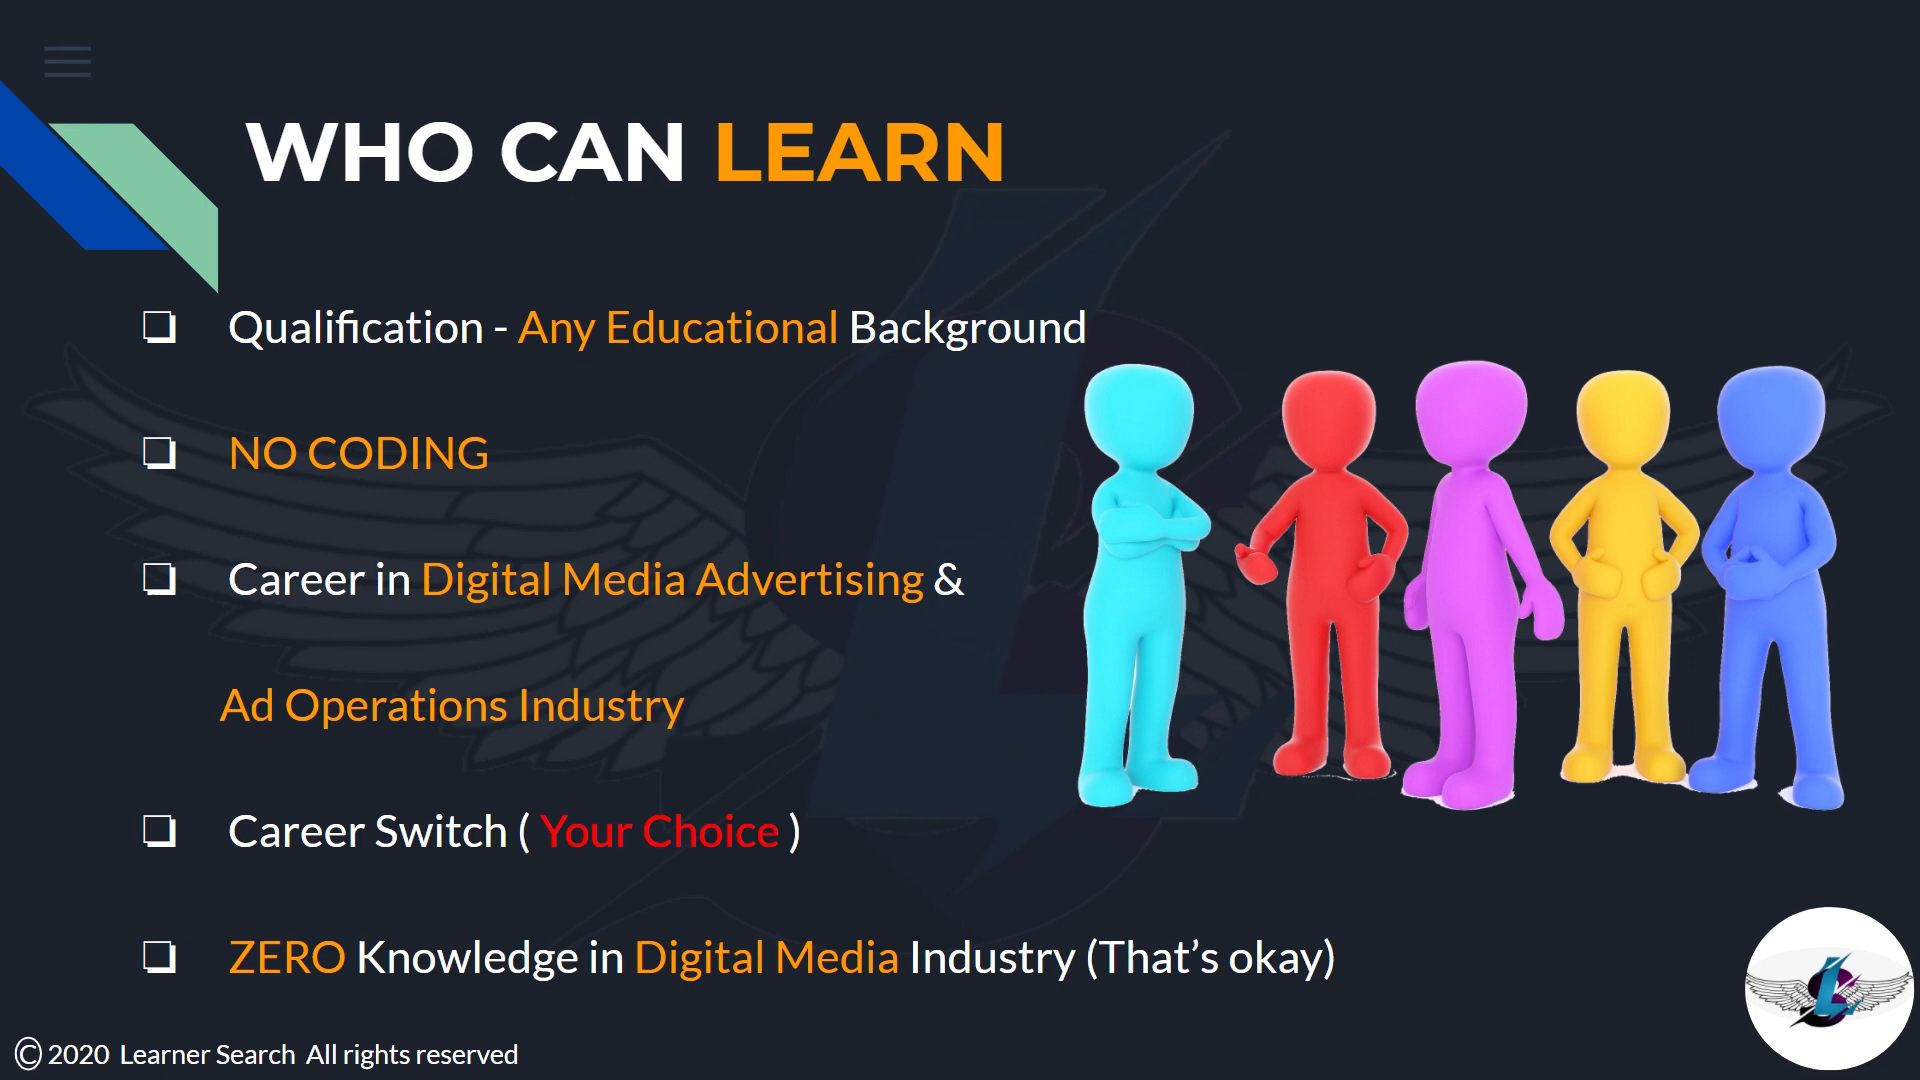 WHO CAN LEARN
❏ Qualification - Any Educational Background
❏ NO CODING
❏ Career in Digital Media Advertising &
Ad Operations Industry
❏ Career Switch ( Your Choice )
❏ ZERO Knowledge in Digital Media Industry (That’s okay)
© 2020 Learner Search All rights reserved